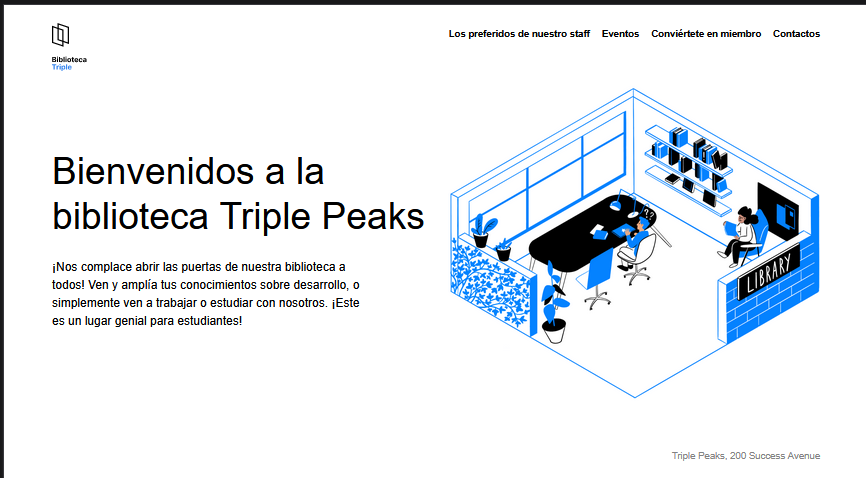 Biblioteca
Triple
Los preferidos de nuestro staff Eventos Conviértete en miembro Contactos
Bienvenidos a la
biblioteca Triple Peaks
¡Nos complace abrir las puertas de nuestra biblioteca a
todos! Ven y amplía tus conocimientos sobre desarrollo, o
simplemente ven a trabajar o estudiar con nosotros. ¡Este
es un lugar genial para estudiantes!
??
LIBRARY
Triple Peaks, 200 Success Avenue